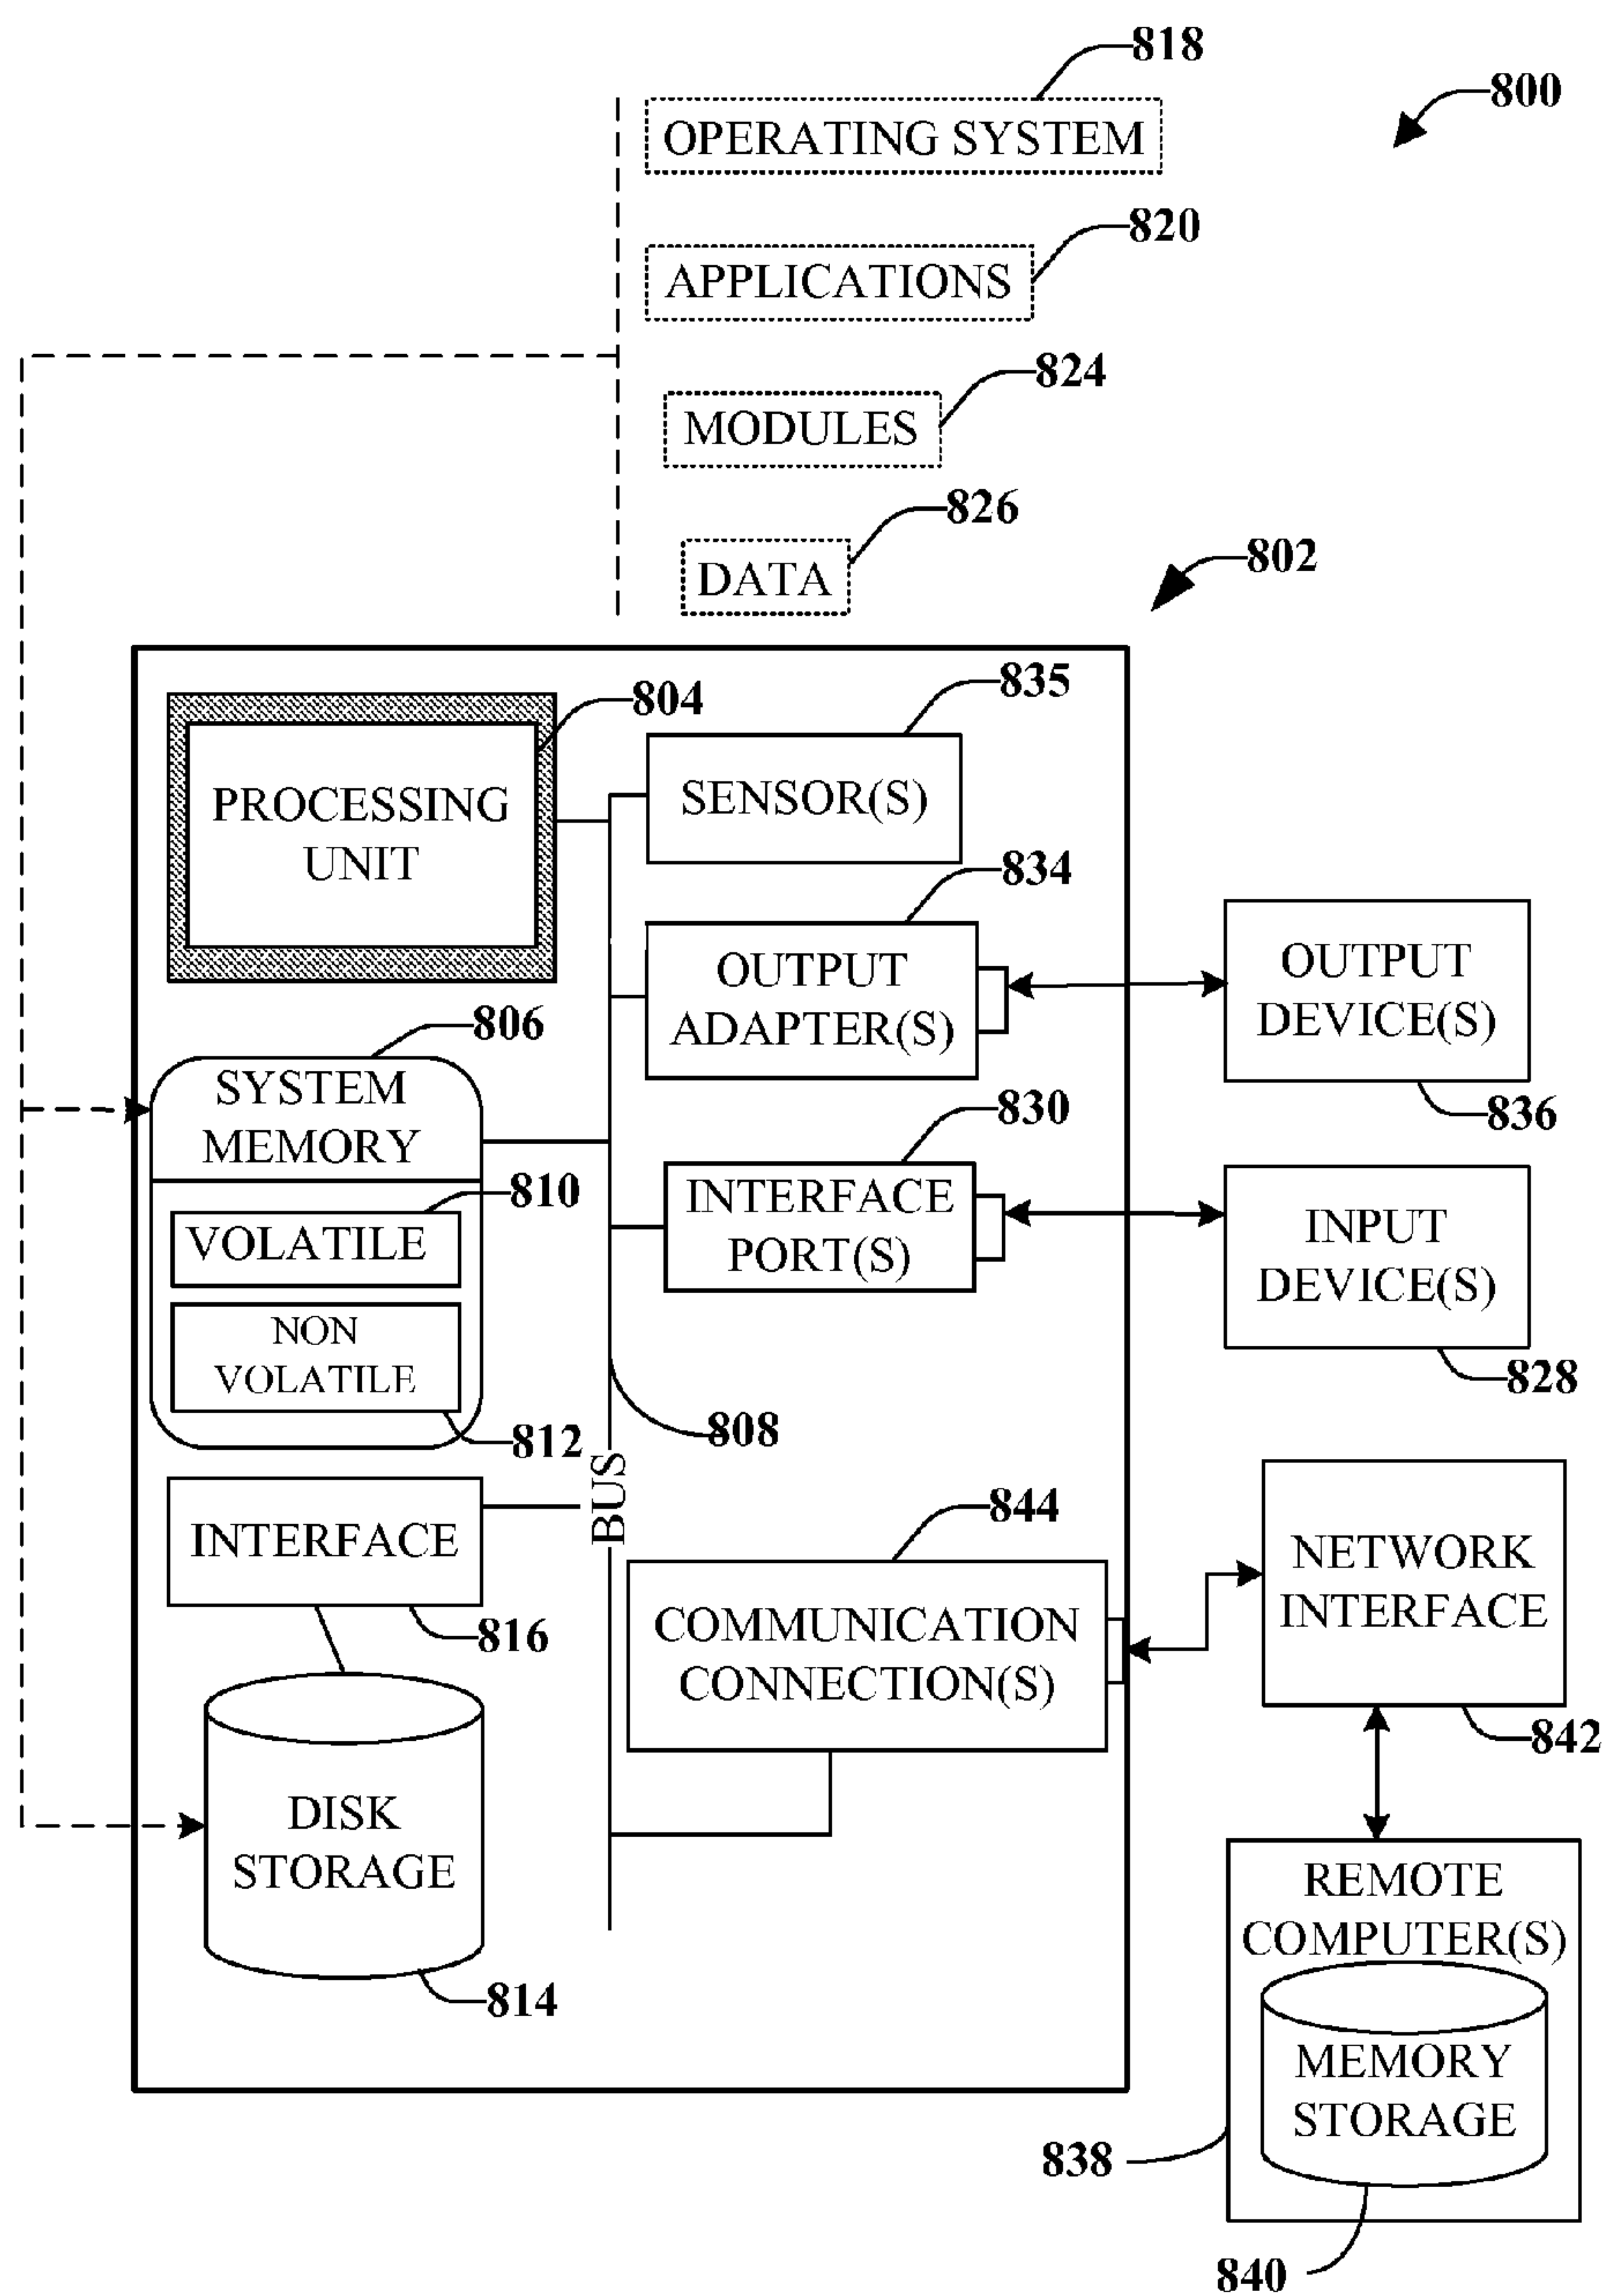 818
800
OPERATING SYSTEM
820
APPLICATIONS
824
MODULES
826
DATA
802
804
PROCESSING
UNIT
835
SENSOR(S)
834
OUTPUT
ADAPTER(S)
OUTPUT
DEVICE(S)
836
806
SYSTEM
MEMORY
810
VOLATILE
NON
VOLATILE
812
830
INTERFACE
PORT(S)
INPUT
DEVICE(S)
828
808
BUS
INTERFACE
816
844
COMMUNICATION
CONNECTION(S)
NETWORK
INTERFACE
842
DISK
STORAGE
814
REMOTE
COMPUTER(S)
MEMORY
STORAGE
838
840